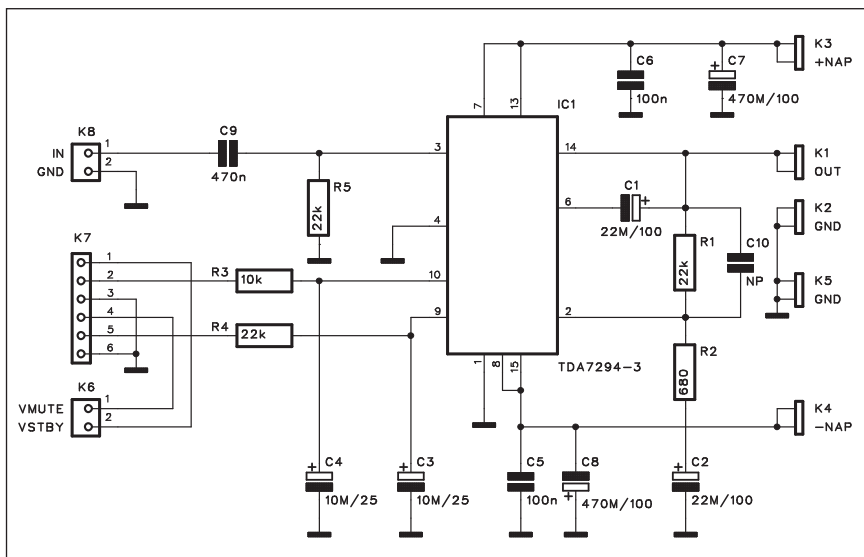 K3
+NAP
C6
100n
+
C7
470M/100
7
13
IC1
K8
IN
1
GND
2
C9
470n
3
14
K1
OUT
R5
22k
6
C1
+
22M/100
4
K2
GND
R1
22k
C10
NP
K7
1
2
3
4
5
6
R3
10k
10
K5
GND
R4
22k
9
2
R2
680
1
8
15
TDA7294-3
K6
VMUTE
1
VSTBY
2
K4
-NAP
+
C4
10M/25
+
C3
10M/25
C5
100n
C8
+
470M/100
+
C2
22M/100